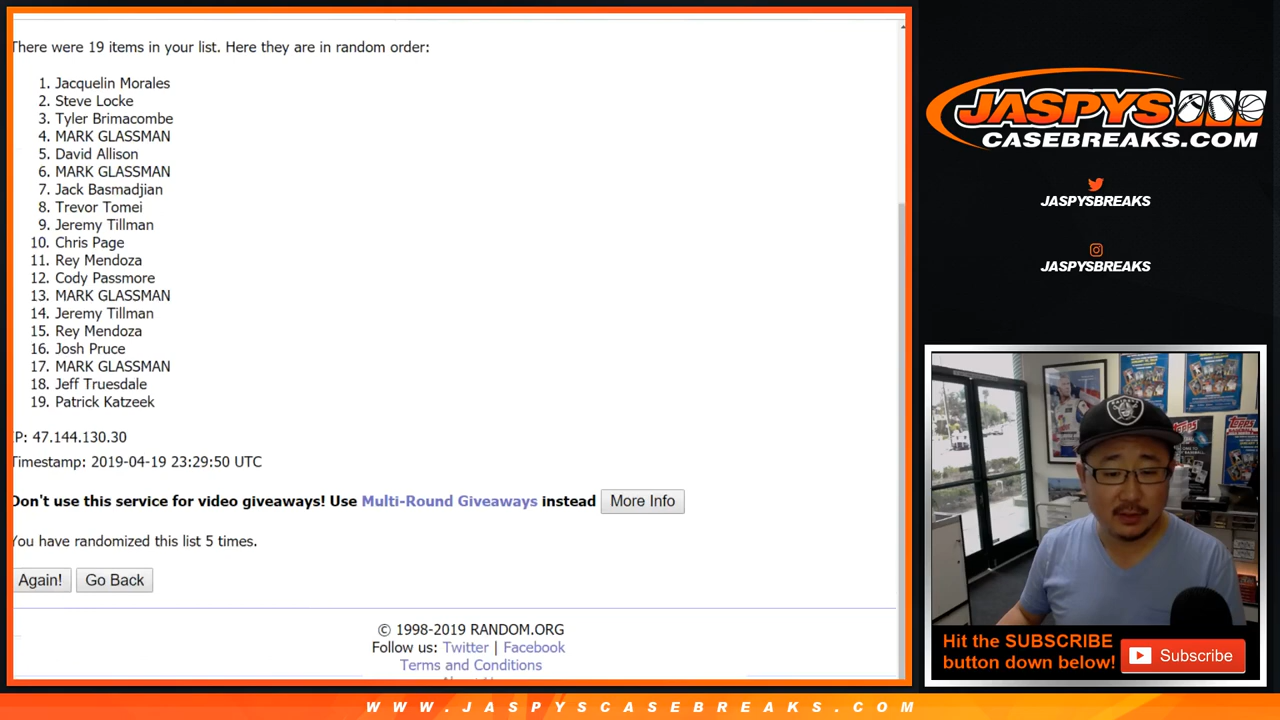 There were 19 items in your list. Here they are in random order:
1. Jacquelin Morales
2. Steve Locke
3. Tyler Brimacombe
4. MARK GLASSMAN
5. David Allison
6. MARK GLASSMAN
7. Jack Basmadjian
8. Trevor Tomei
9. Jeremy Tillman
10. Chris Page
11. Rey Mendoza
12. Cody Passmore
13. MARK GLASSMAN
14. Jeremy Tillman
15. Rey Mendoza
16. Josh Pruce
17. MARK GLASSMAN
18. Jeff Truesdale
19. Patrick Katzeek
IP: 47.144.130.30
Timestamp: 2019-04-19 23:29:50 UTC
Don't use this service for video giveaways! Use Multi-Round Giveaways instead More Info
You have randomized this list 5 times.
Again! Go Back
© 1998-2019 RANDOM.ORG
Follow us: Twitter | Facebook
Terms and Conditions
JASPYS
CASEBREAKS.COM
JASPYSBREAKS
JASPYSBREAKS
TOPPS
Hit the SUBSCRIBE
button down below!
Subscribe
WWW.JASPYSCASEBREAKS.COM